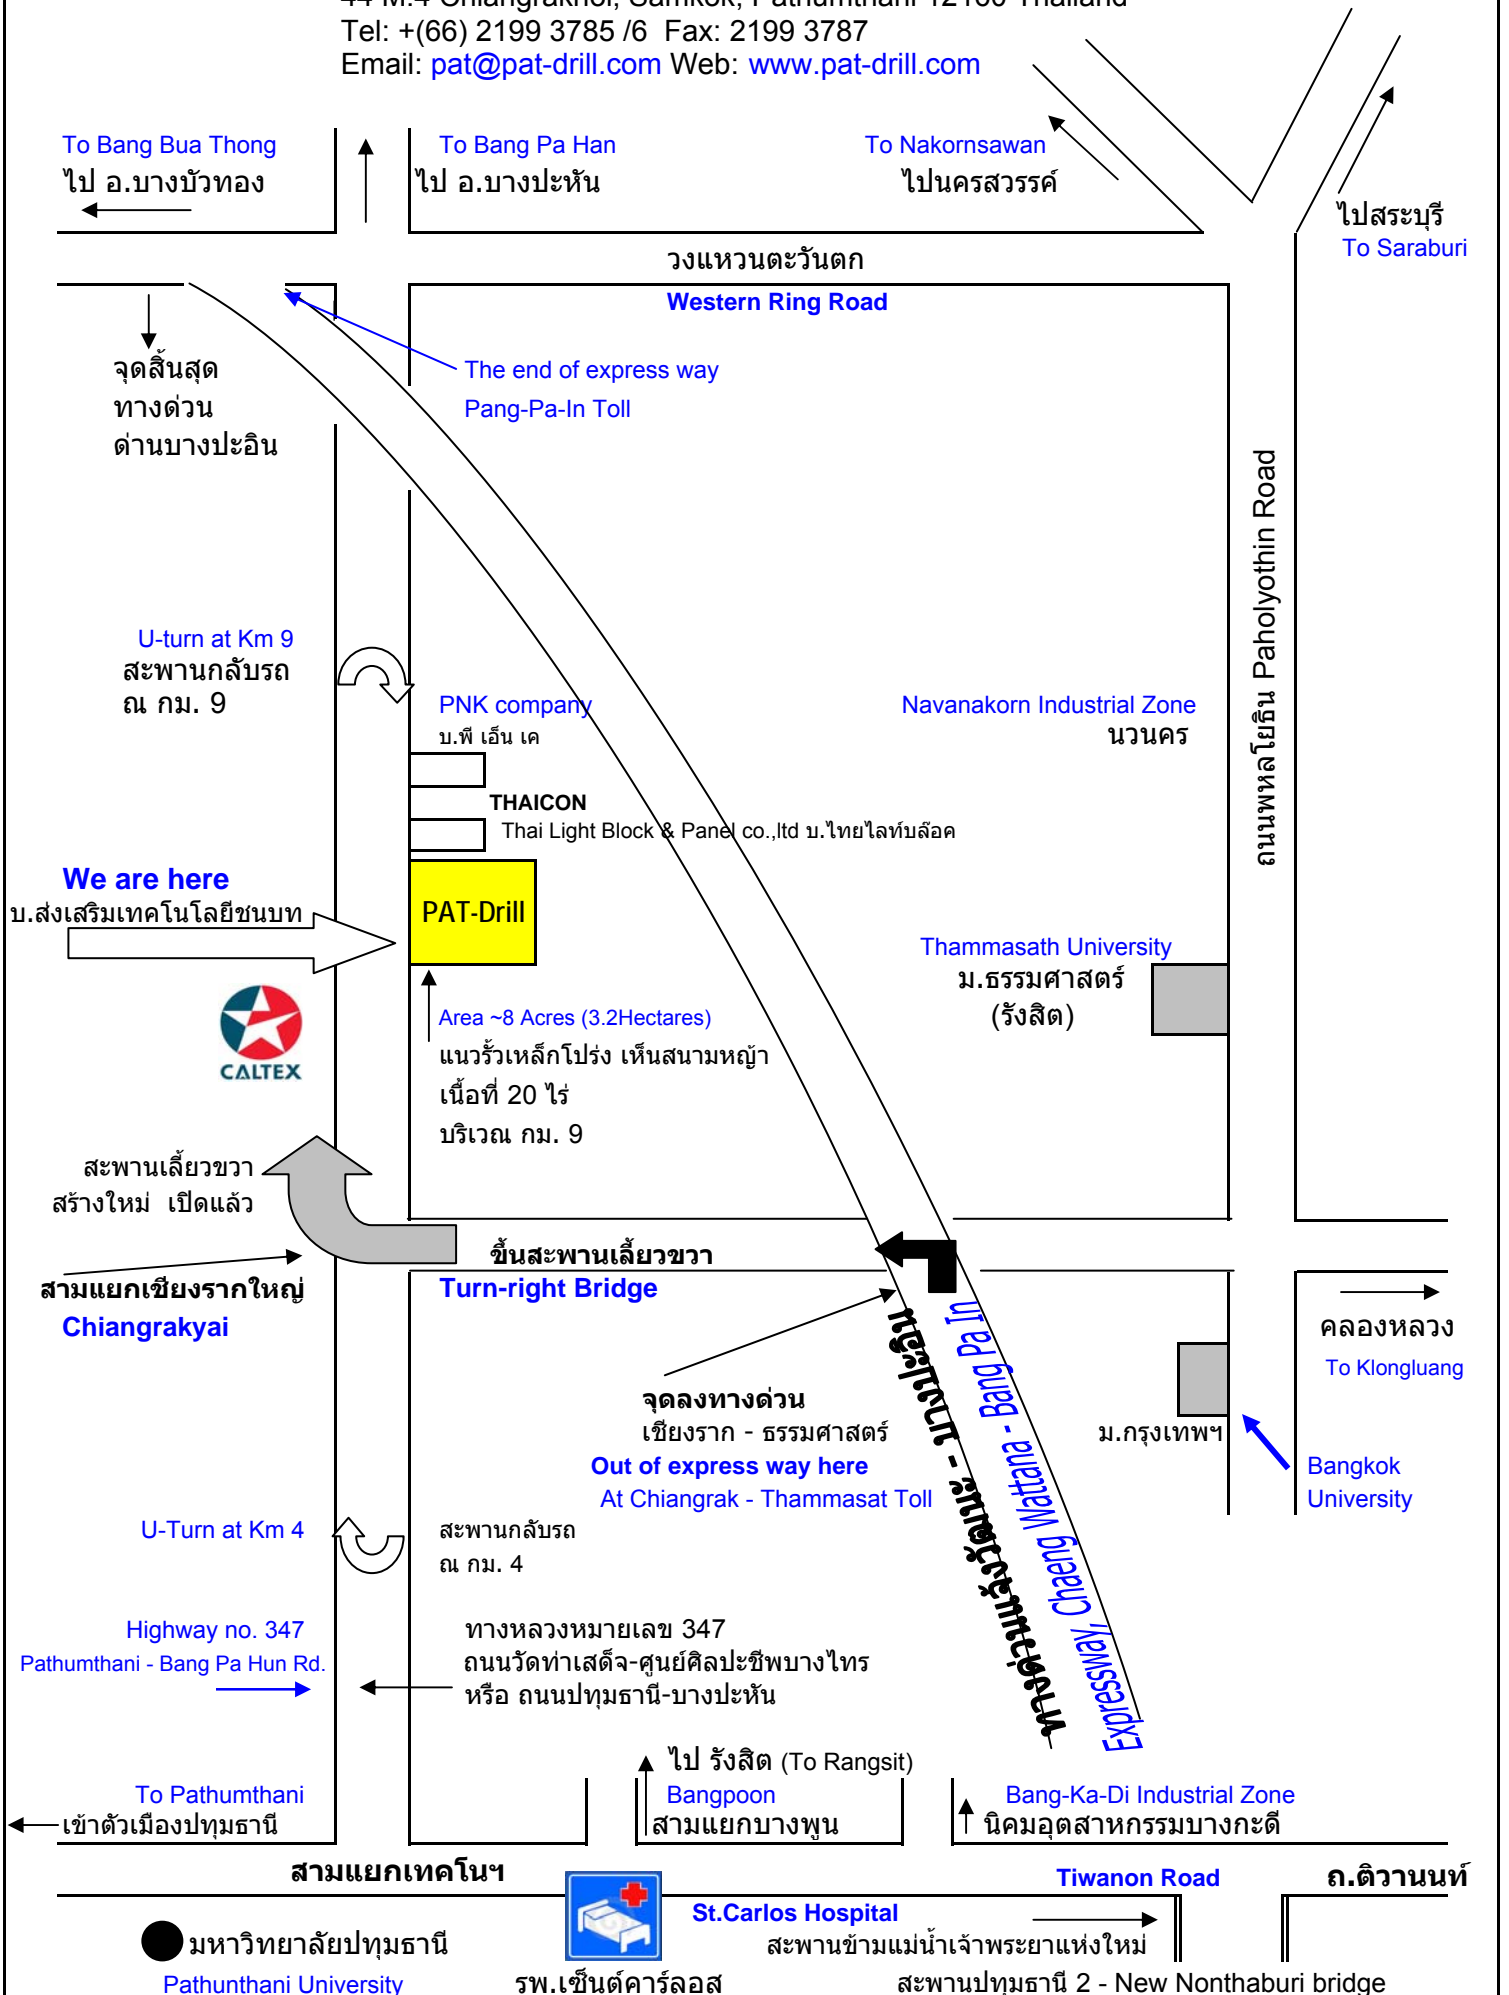 Tel: +(66) 2199 3785 /6  Fax: 2199 3787
Email: pat@pat-drill.com Web: www.pat-drill.com
To Bang Bua Thong
ไป อ.บางบัวทอง
To Bang Pa Han
ไป อ.บางปะหัน
To Nakornsawan
ไปนครสวรรค์
ไปสระบุรี
To Saraburi
วงแหวนตะวันตก
Western Ring Road
จุดสิ้นสุด
ทางด่วน
ด่านบางปะอิน
The end of express way
Pang-Pa-In Toll
ถนนพหลโยธิน Paholyothin Road
U-turn at Km 9
สะพานกลับรถ
ณ กม. 9
PNK company
บ.พี เอ็น เค
Navanakorn Industrial Zone
นวนคร
THAICON
Thai Light Block & Panel co.,ltd บ.ไทยไลท์บล๊อค
We are here
บ.ส่งเสริมเทคโนโลยีชนบท
PAT-Drill
Thammasath University
ม.ธรรมศาสตร์
(รังสิต)
CALTEX
Area ~8 Acres (3.2Hectares)
แนวรั้วเหล็กโปร่ง เห็นสนามหญ้า
เนื้อที่ 20 ไร่
บริเวณ กม. 9
สะพานเลี้ยวขวา
สร้างใหม่  เปิดแล้ว
ขึ้นสะพานเลี้ยวขวา
Turn-right Bridge
สามแยกเชียงรากใหญ่
Chiangrakyai
คลองหลวง
To Klongluang
จุดลงทางด่วน
เชียงราก - ธรรมศาสตร์
Out of express way here
At Chiangrak - Thammasat Toll
ทางด่วนแจ้งวัฒนะ - บางปะอิน
Expressway, Chaeng Wattana - Bang Pa In
ม.กรุงเทพฯ
Bangkok
University
U-Turn at Km 4
สะพานกลับรถ
ณ กม. 4
Highway no. 347
Pathumthani - Bang Pa Hun Rd.
ทางหลวงหมายเลข 347
ถนนวัดท่าเสด็จ-ศูนย์ศิลปะชีพบางไทร
หรือ ถนนปทุมธานี-บางปะหัน
ไป รังสิต (To Rangsit)
To Pathumthani
เข้าตัวเมืองปทุมธานี
Bangpoon
สามแยกบางพูน
Bang-Ka-Di Industrial Zone
นิคมอุตสาหกรรมบางกะดี
สามแยกเทคโนฯ
Tiwanon Road
ถ.ติวานนท์
St.Carlos Hospital
มหาวิทยาลัยปทุมธานี
สะพานข้ามแม่น้ำเจ้าพระยาแห่งใหม่
Pathunthani University
รพ.เซ็นต์คาร์ลอส
สะพานปทุมธานี 2 - New Nonthaburi bridge